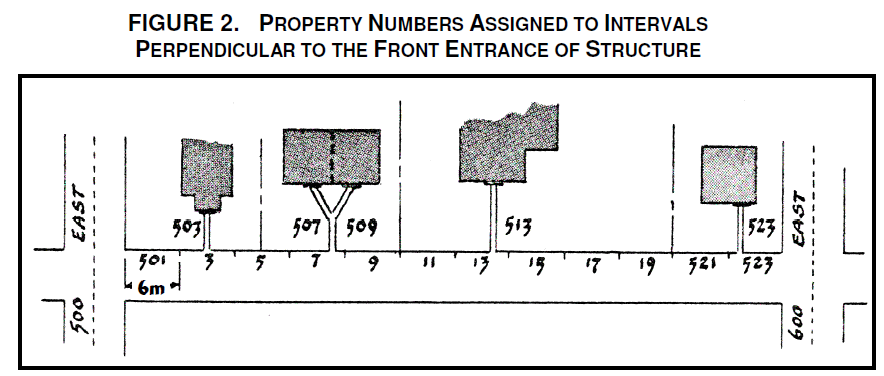 FIGURE 2. PROPERTY NUMBERS ASSIGNED TO INTERVALS
PERPENDICULAR TO THE FRONT ENTRANCE OF STRUCTURE
EAST
EAST
503
507
509
513
523
501 3 5 7 9 11 13 15 17 19 521 523
6m
500
600